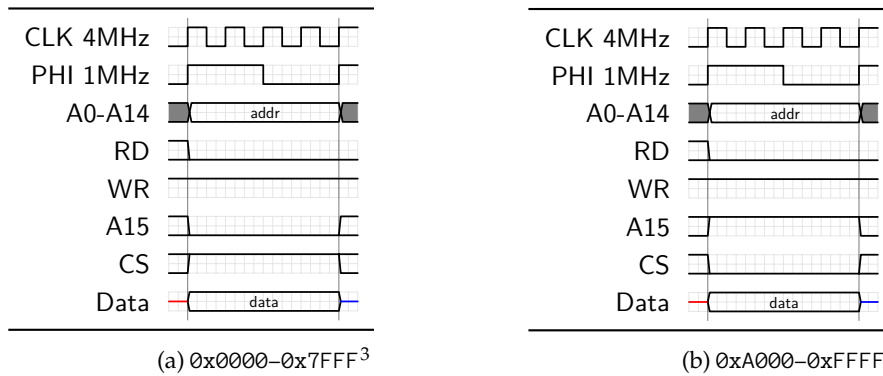 CLK 4MHz
PHI 1MHz
A0-A14
addr
RD
WR
A15
CS
Data
data
(a) 0x0000–0x7FFF³
CLK 4MHz
PHI 1MHz
A0-A14
addr
RD
WR
A15
CS
Data
data
(b) 0xA000–0xFFFF